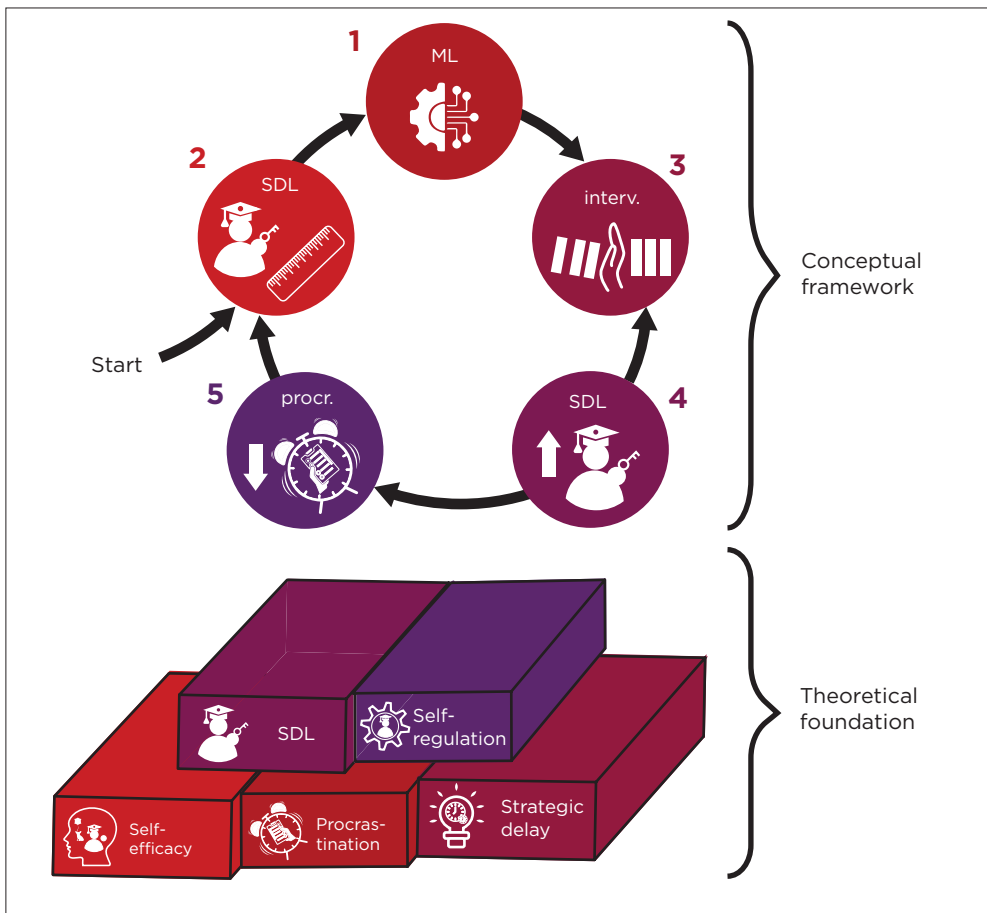 1
ML
2
SDL
3
interv.
Conceptual
framework
Start
5
procr.
SDL
4
SDL
Self-
regulation
Theoretical
foundation
Self-
efficacy
Procras-
tination
Strategic
delay